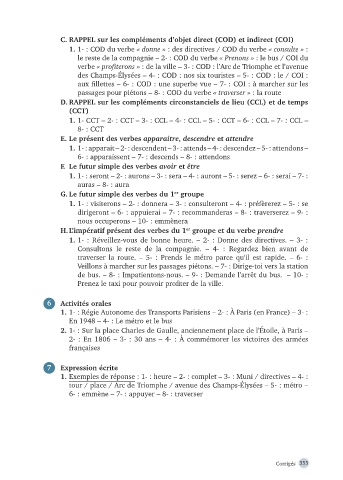 C. RAPPEL sur les compléments d'objet direct (COD) et indirect (COI)
1. 1- : COD du verbe « donne » : des directives / COD du verbe « consulte » :
le reste de la compagnie – 2- : COD du verbe « Prenons » : le bus / COI du
verbe « profiterons » : de la ville – 3- : COD : l'Arc de Triomphe et l'avenue
des Champs-Élysées – 4- : COD : nos six touristes – 5- : COD : le / COI :
aux fillettes – 6- : COD : une superbe vue – 7- : COI : à marcher sur les
passages pour piétons – 8- : COD du verbe « traverser » : la route
D. RAPPEL sur les compléments circonstanciels de lieu (CCL) et de temps
(CCT)
1. 1- : CCT – 2- : CCT – 3- : CCL – 4- : CCL – 5- : CCT – 6- : CCL – 7- : CCL –
8- : CCT
E. Le présent des verbes apparaitre, descendre et attendre
1. 1- : apparait – 2- : descendent – 3- : attends – 4- : descendez – 5- : attendons –
6- : apparaissent – 7- : descends – 8- : attendons
F. Le futur simple des verbes avoir et être
1. 1- : seront – 2- : aurons – 3- : sera – 4- : auront – 5- : serez – 6- : serai – 7- :
auras – 8- : aura
G. Le futur simple des verbes du 1er groupe
1. 1- : visiterons – 2- : donnera – 3- : consulteront – 4- : préférerez – 5- : se
dirigeront – 6- : appuierai – 7- : recommanderas – 8- : traverserez – 9- :
nous occuperons – 10- : emmènera
H. L'impératif présent des verbes du 1er groupe et du verbe prendre
1. 1- : Réveillez-vous de bonne heure. – 2- : Donne des directives. – 3- :
Consultons le reste de la compagnie. – 4- : Regardez bien avant de
traverser la route. – 5- : Prends le métro parce qu'il est rapide. – 6- :
Veillons à marcher sur les passages piétons. – 7- : Dirige-toi vers la station
de bus. – 8- : Impatientons-nous. – 9- : Demande l'arrêt du bus. – 10- :
Prenez le taxi pour pouvoir profiter de la ville.
6 Activités orales
1. 1- : Régie Autonome des Transports Parisiens – 2- : À Paris (en France) – 3- :
En 1948 – 4- : Le métro et le bus
2. 1- : Sur la place Charles de Gaulle, anciennement place de l'Étoile, à Paris –
2- : En 1806 – 3- : 30 ans – 4- : À commémorer les victoires des armées
françaises
7 Expression écrite
1. Exemples de réponse : 1- : heure – 2- : complet – 3- : Muni / directives – 4- :
tour / place / Arc de Triomphe / avenue des Champs-Élysées – 5- : métro –
6- : emmène – 7- : appuyer – 8- : traverser
Corrigés 333